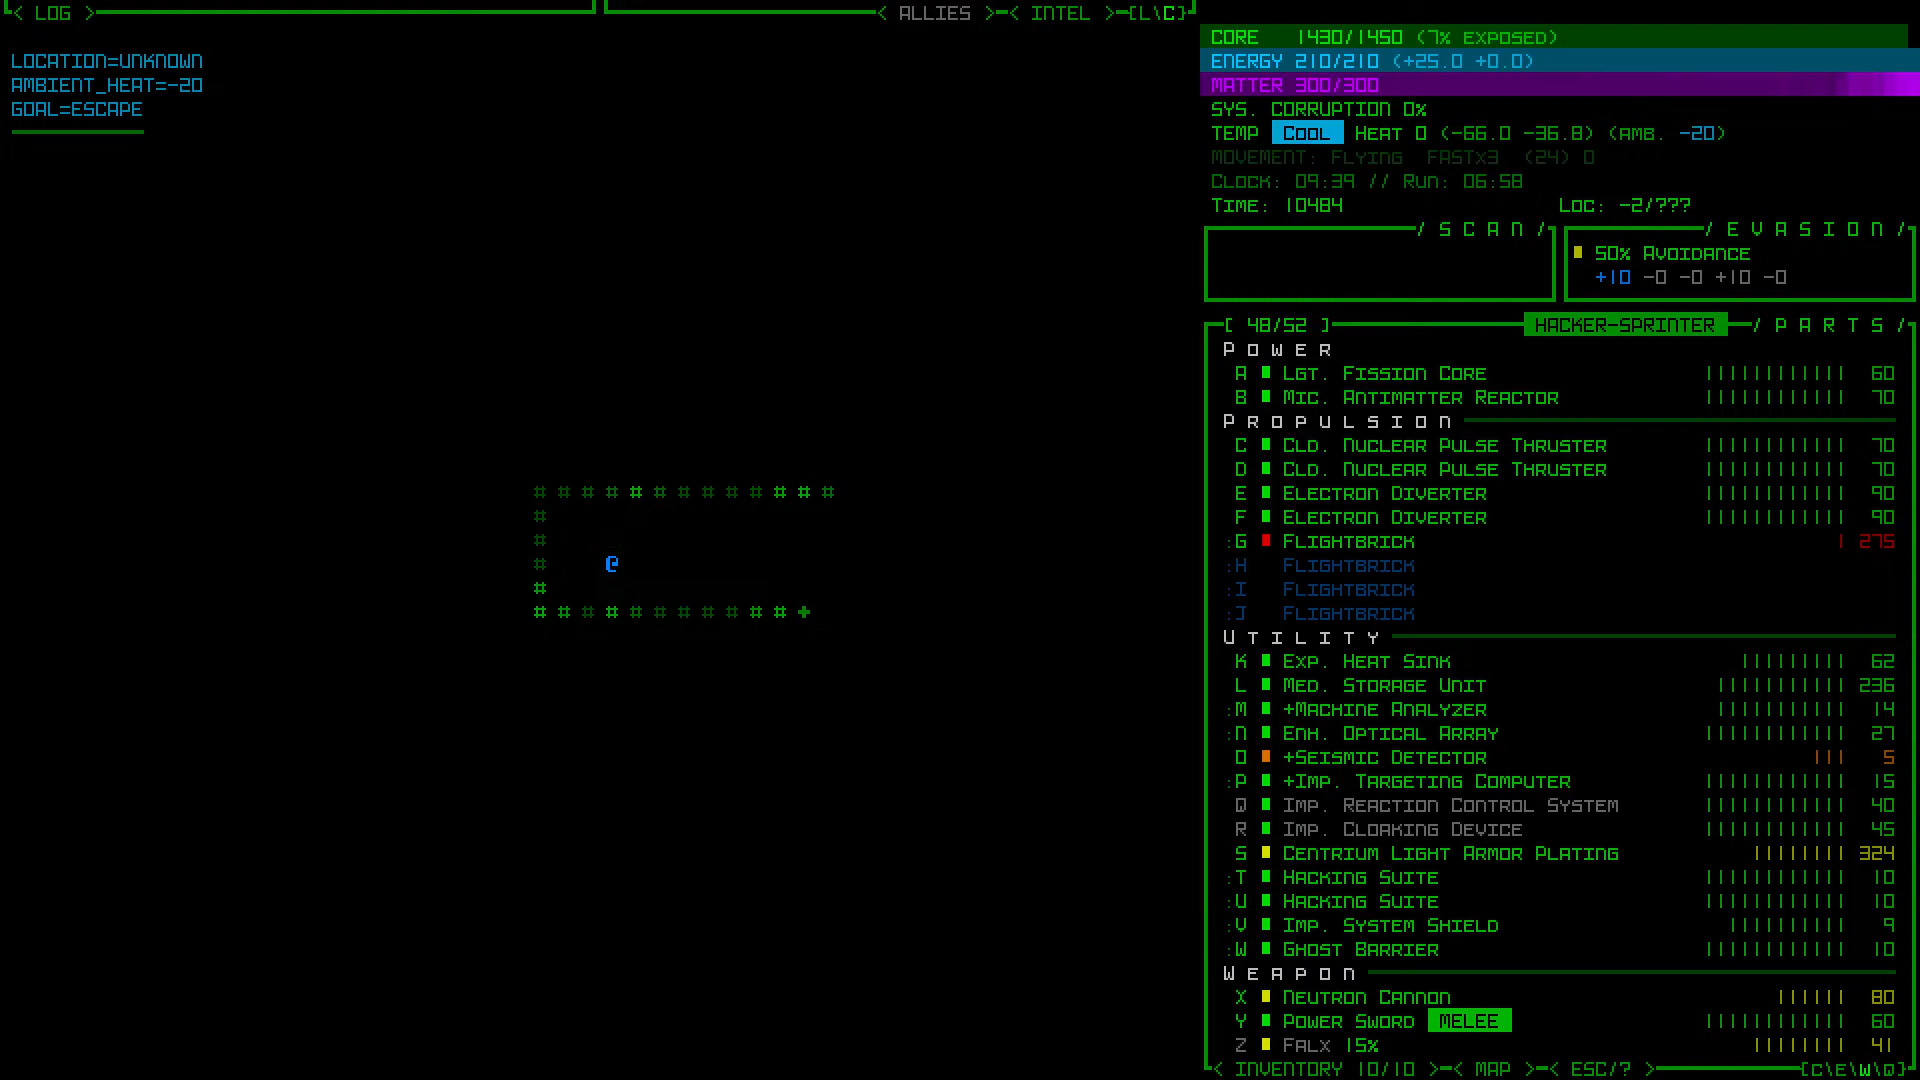 < LOG > < ALLIES > < INTEL > [L\C]
LOCATION=UNKNOWN
AMBIENT_HEAT=-20
GOAL=ESCAPE
CORE 1430/1450 (7% EXPOSED)
ENERGY 210/210 (+25.0 +0.0)
MATTER 300/300
SYS. CORRUPTION 0%
TEMP COOL HEAT 0 (-66.0 -36.8) (AMB. -20)
MOVEMENT: FLYING FASTx3 (24) 0
CLOCK: 09:39 // RUN: 06:58
TIME: 10484 LOC: -2/???
/ S C A N /
/ E V A S I O N /
50% AVOIDANCE
+10 -0 -0 +10 -0
[ 48/52 ] HACKER-SPRINTER / P A R T S /
P O W E R
A LGT. FISSION CORE 60
B MIC. ANTIMATTER REACTOR 70
P R O P U L S I O N
C CLD. NUCLEAR PULSE THRUSTER 70
D CLD. NUCLEAR PULSE THRUSTER 70
E ELECTRON DIVERTER 90
F ELECTRON DIVERTER 90
:G FLIGHTBRICK 275
:H FLIGHTBRICK
:I FLIGHTBRICK
:J FLIGHTBRICK
U T I L I T Y
K EXP. HEAT SINK 62
L MED. STORAGE UNIT 236
:M +MACHINE ANALYZER 14
:N ENH. OPTICAL ARRAY 27
O +SEISMIC DETECTOR 5
:P +IMP. TARGETING COMPUTER 15
Q IMP. REACTION CONTROL SYSTEM 40
R IMP. CLOAKING DEVICE 45
S CENTRIUM LIGHT ARMOR PLATING 324
:T HACKING SUITE 10
:U HACKING SUITE 10
:V IMP. SYSTEM SHIELD 9
:W GHOST BARRIER 10
W E A P O N
X NEUTRON CANNON 80
Y POWER SWORD MELEE 60
Z FALX 15% 41
< INVENTORY 10/10 > < MAP > < ESC/? > [C\E\W\Q]
# # # # # # # # # # # # #
#
#
# @
#
# # # # # # # # # # # +